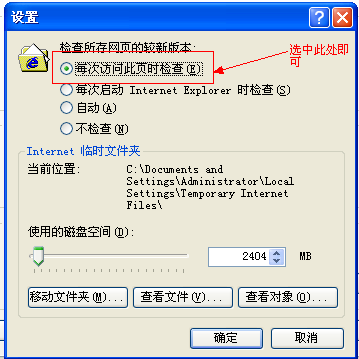 设置
检查所存网页的较新版本:
每次访问此页时检查(E)
选中此处即
可
每次启动 Internet Explorer 时检查(S)
自动(A)
不检查(N)
Internet 临时文件夹
当前位置:
C:\Documents and
Settings\Administrator\Local
Settings\Temporary Internet
Files\
使用的磁盘空间(D):
2404 MB
移动文件夹(M)... 查看文件(V)... 查看对象(O)...
确定 取消